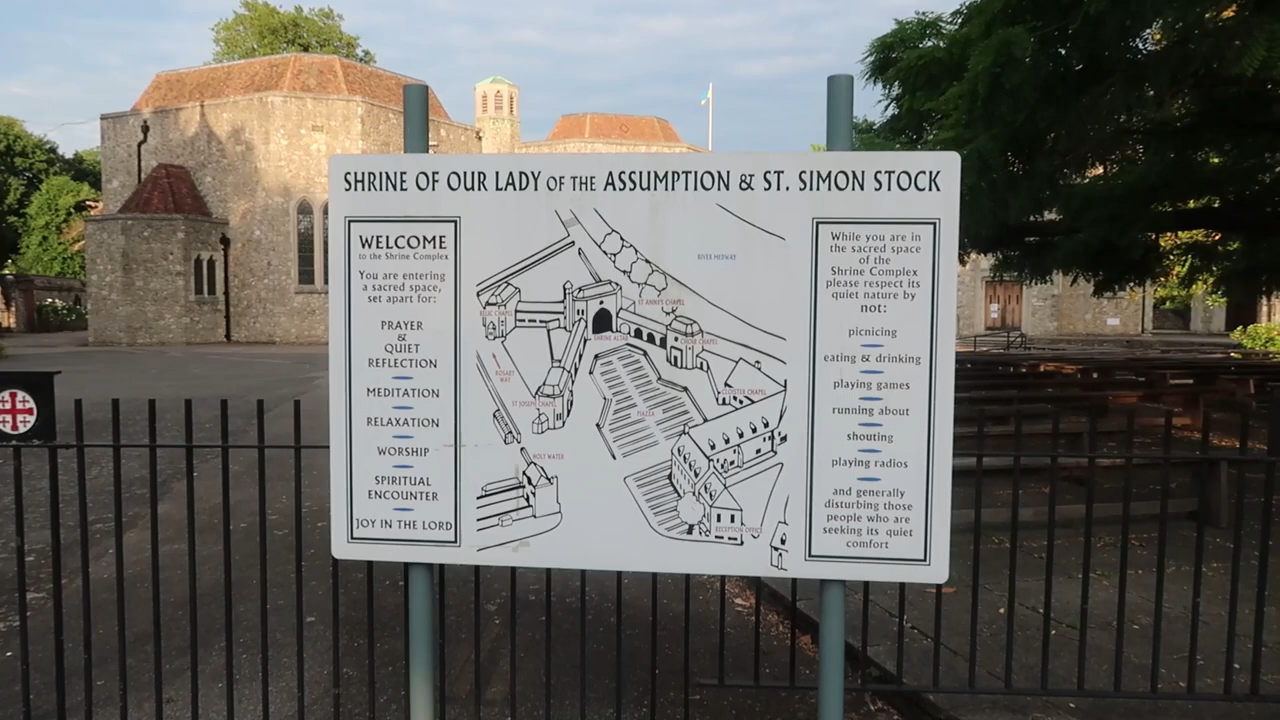 SHRINE OF OUR LADY OF THE ASSUMPTION & ST. SIMON STOCK
WELCOME
to the Shrine Complex
You are entering
a sacred space,
set apart for:
PRAYER
&
QUIET
REFLECTION
MEDITATION
RELAXATION
WORSHIP
SPIRITUAL
ENCOUNTER
JOY IN THE LORD
RIVER MEDWAY
ST ANNE'S CHAPEL
RELIC CHAPEL
SHRINE ALTAR
CHOIR CHAPEL
ROSARY
WAY
CLOISTER CHAPEL
ST JOSEPH CHAPEL
PIAZZA
HOLY WATER
RECEPTION OFFICE
While you are in
the sacred space
of the
Shrine Complex
please respect its
quiet nature by
not:
picnicing
eating & drinking
playing games
running about
shouting
playing radios
and generally
disturbing those
people who are
seeking its quiet
comfort